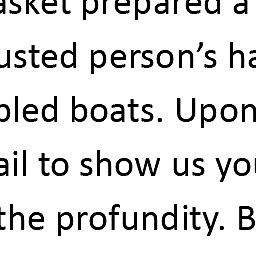 asket prepared a
usted person's ha
bled boats. Upon
ail to show us you
the profundity. B